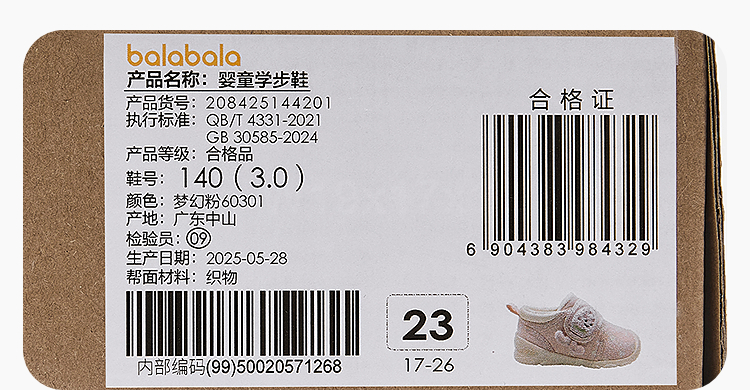 balabala
产品名称：婴童学步鞋
产品货号：208425144201
执行标准：QB/T 4331-2021
GB 30585-2024
产品等级：合格品
鞋号：140（3.0）
颜色：梦幻粉60301
产地：广东中山
检验员：09
生产日期：2025-05-28
帮面材料：织物
内部编码(99)50020571268
合格证
6 904383 984329
23
17-26